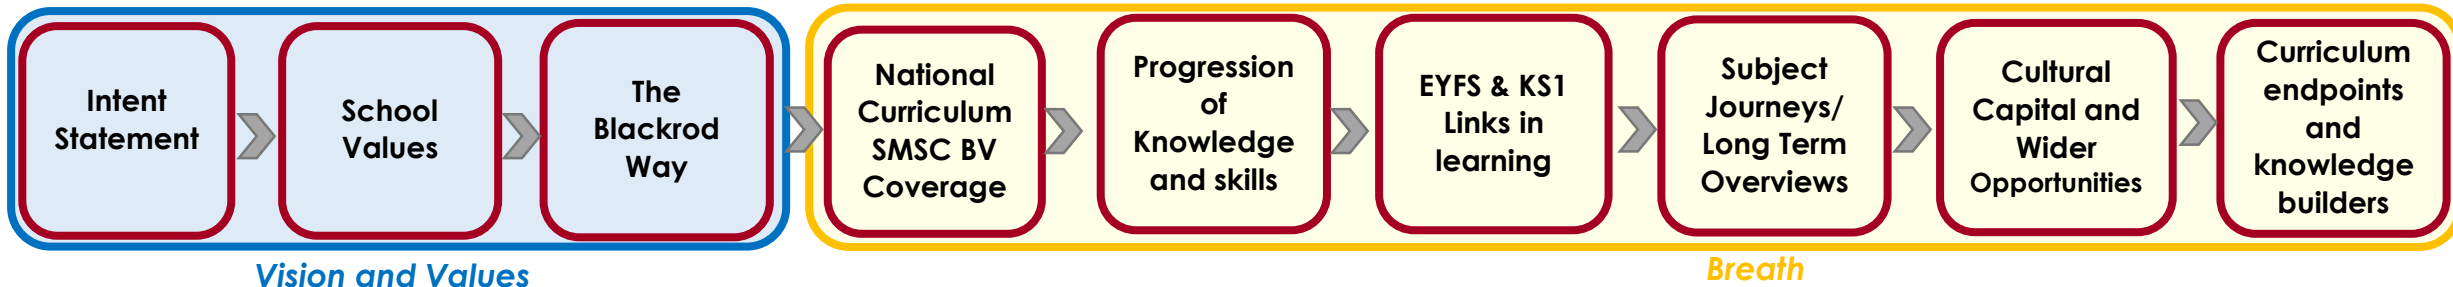 Intent
Statement
School
Values
The
Blackrod
Way
National
Curriculum
SMSC BV
Coverage
Progression
of
Knowledge
and skills
EYFS & KS1
Links in
learning
Subject
Journeys/
Long Term
Overviews
Cultural
Capital and
Wider
Opportunities
Curriculum
endpoints
and
knowledge
builders
Vision and Values
Breath